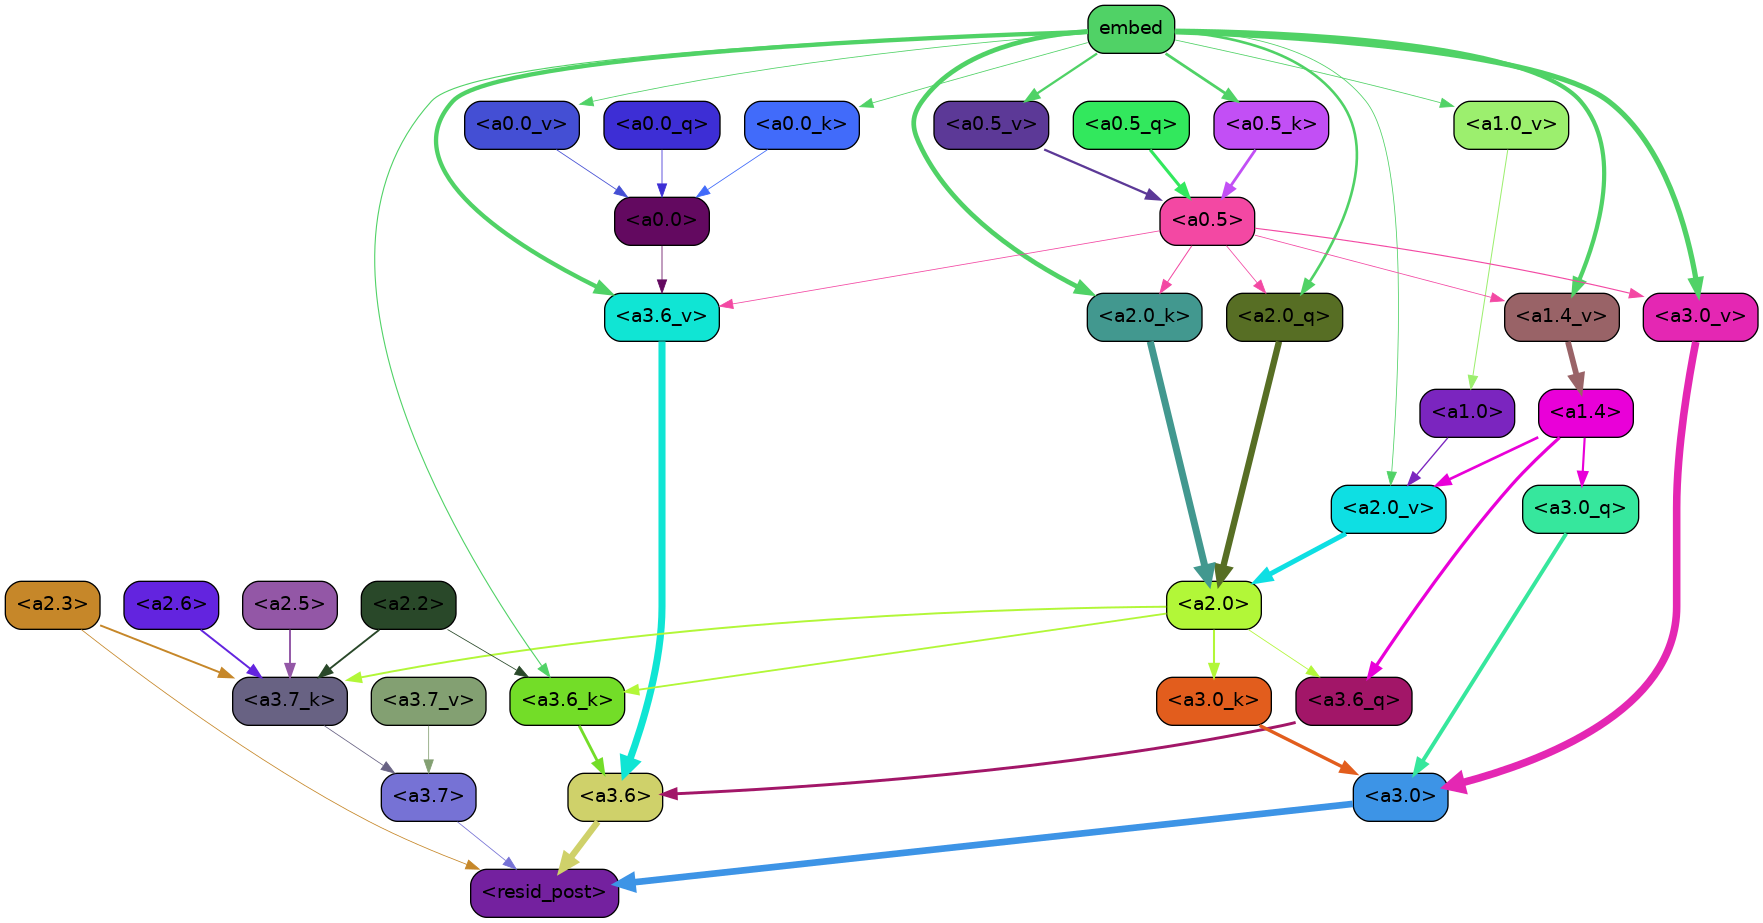 embed
<a0.0_v> <a0.0_q> <a0.0_k> <a0.5_v> <a0.5_q> <a0.5_k> <a1.0_v>
<a0.0> <a0.5>
<a3.6_v> <a2.0_k> <a2.0_q> <a1.4_v> <a3.0_v>
<a1.0> <a1.4>
<a2.0_v> <a3.0_q>
<a2.3> <a2.6> <a2.5> <a2.2> <a2.0>
<a3.7_k> <a3.7_v> <a3.6_k> <a3.0_k> <a3.6_q>
<a3.7> <a3.6> <a3.0>
<resid_post>